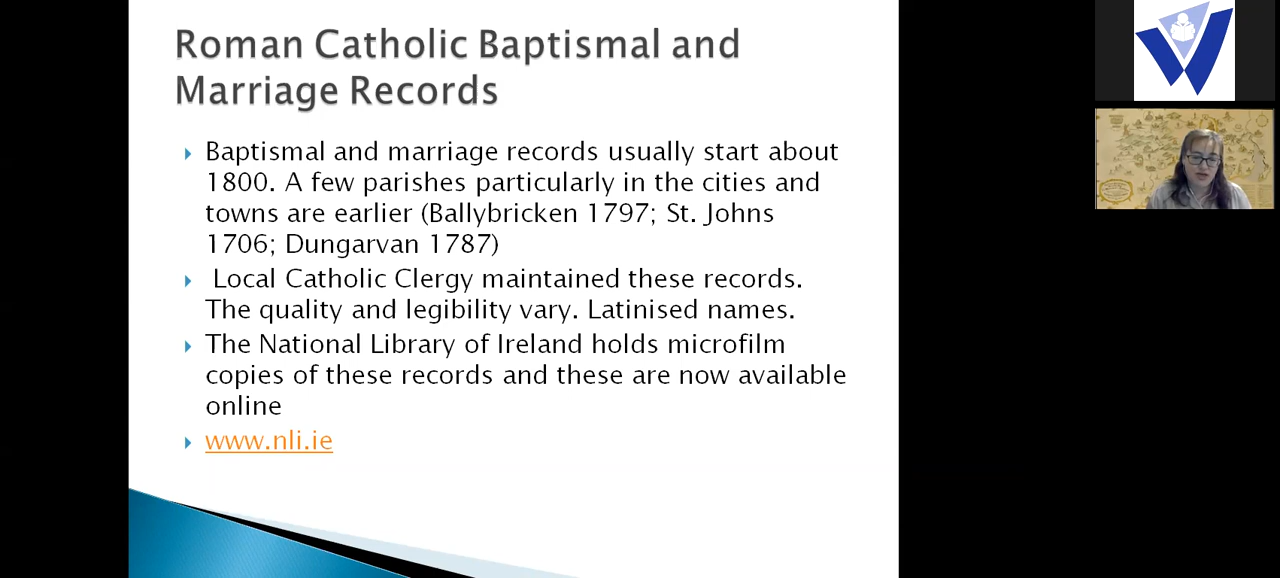 Roman Catholic Baptismal and
Marriage Records
Baptismal and marriage records usually start about
1800. A few parishes particularly in the cities and
towns are earlier (Ballybricken 1797; St. Johns
1706; Dungarvan 1787)
Local Catholic Clergy maintained these records.
The quality and legibility vary. Latinised names.
The National Library of Ireland holds microfilm
copies of these records and these are now available
online
www.nli.ie